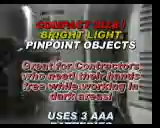 COMPACT SIZE!
BRIGHT LIGHT
PINPOINT OBJECTS
Great for Contractors,
who need their hands
free while working in
dark areas!
USES 3 AAA
BATTERIES